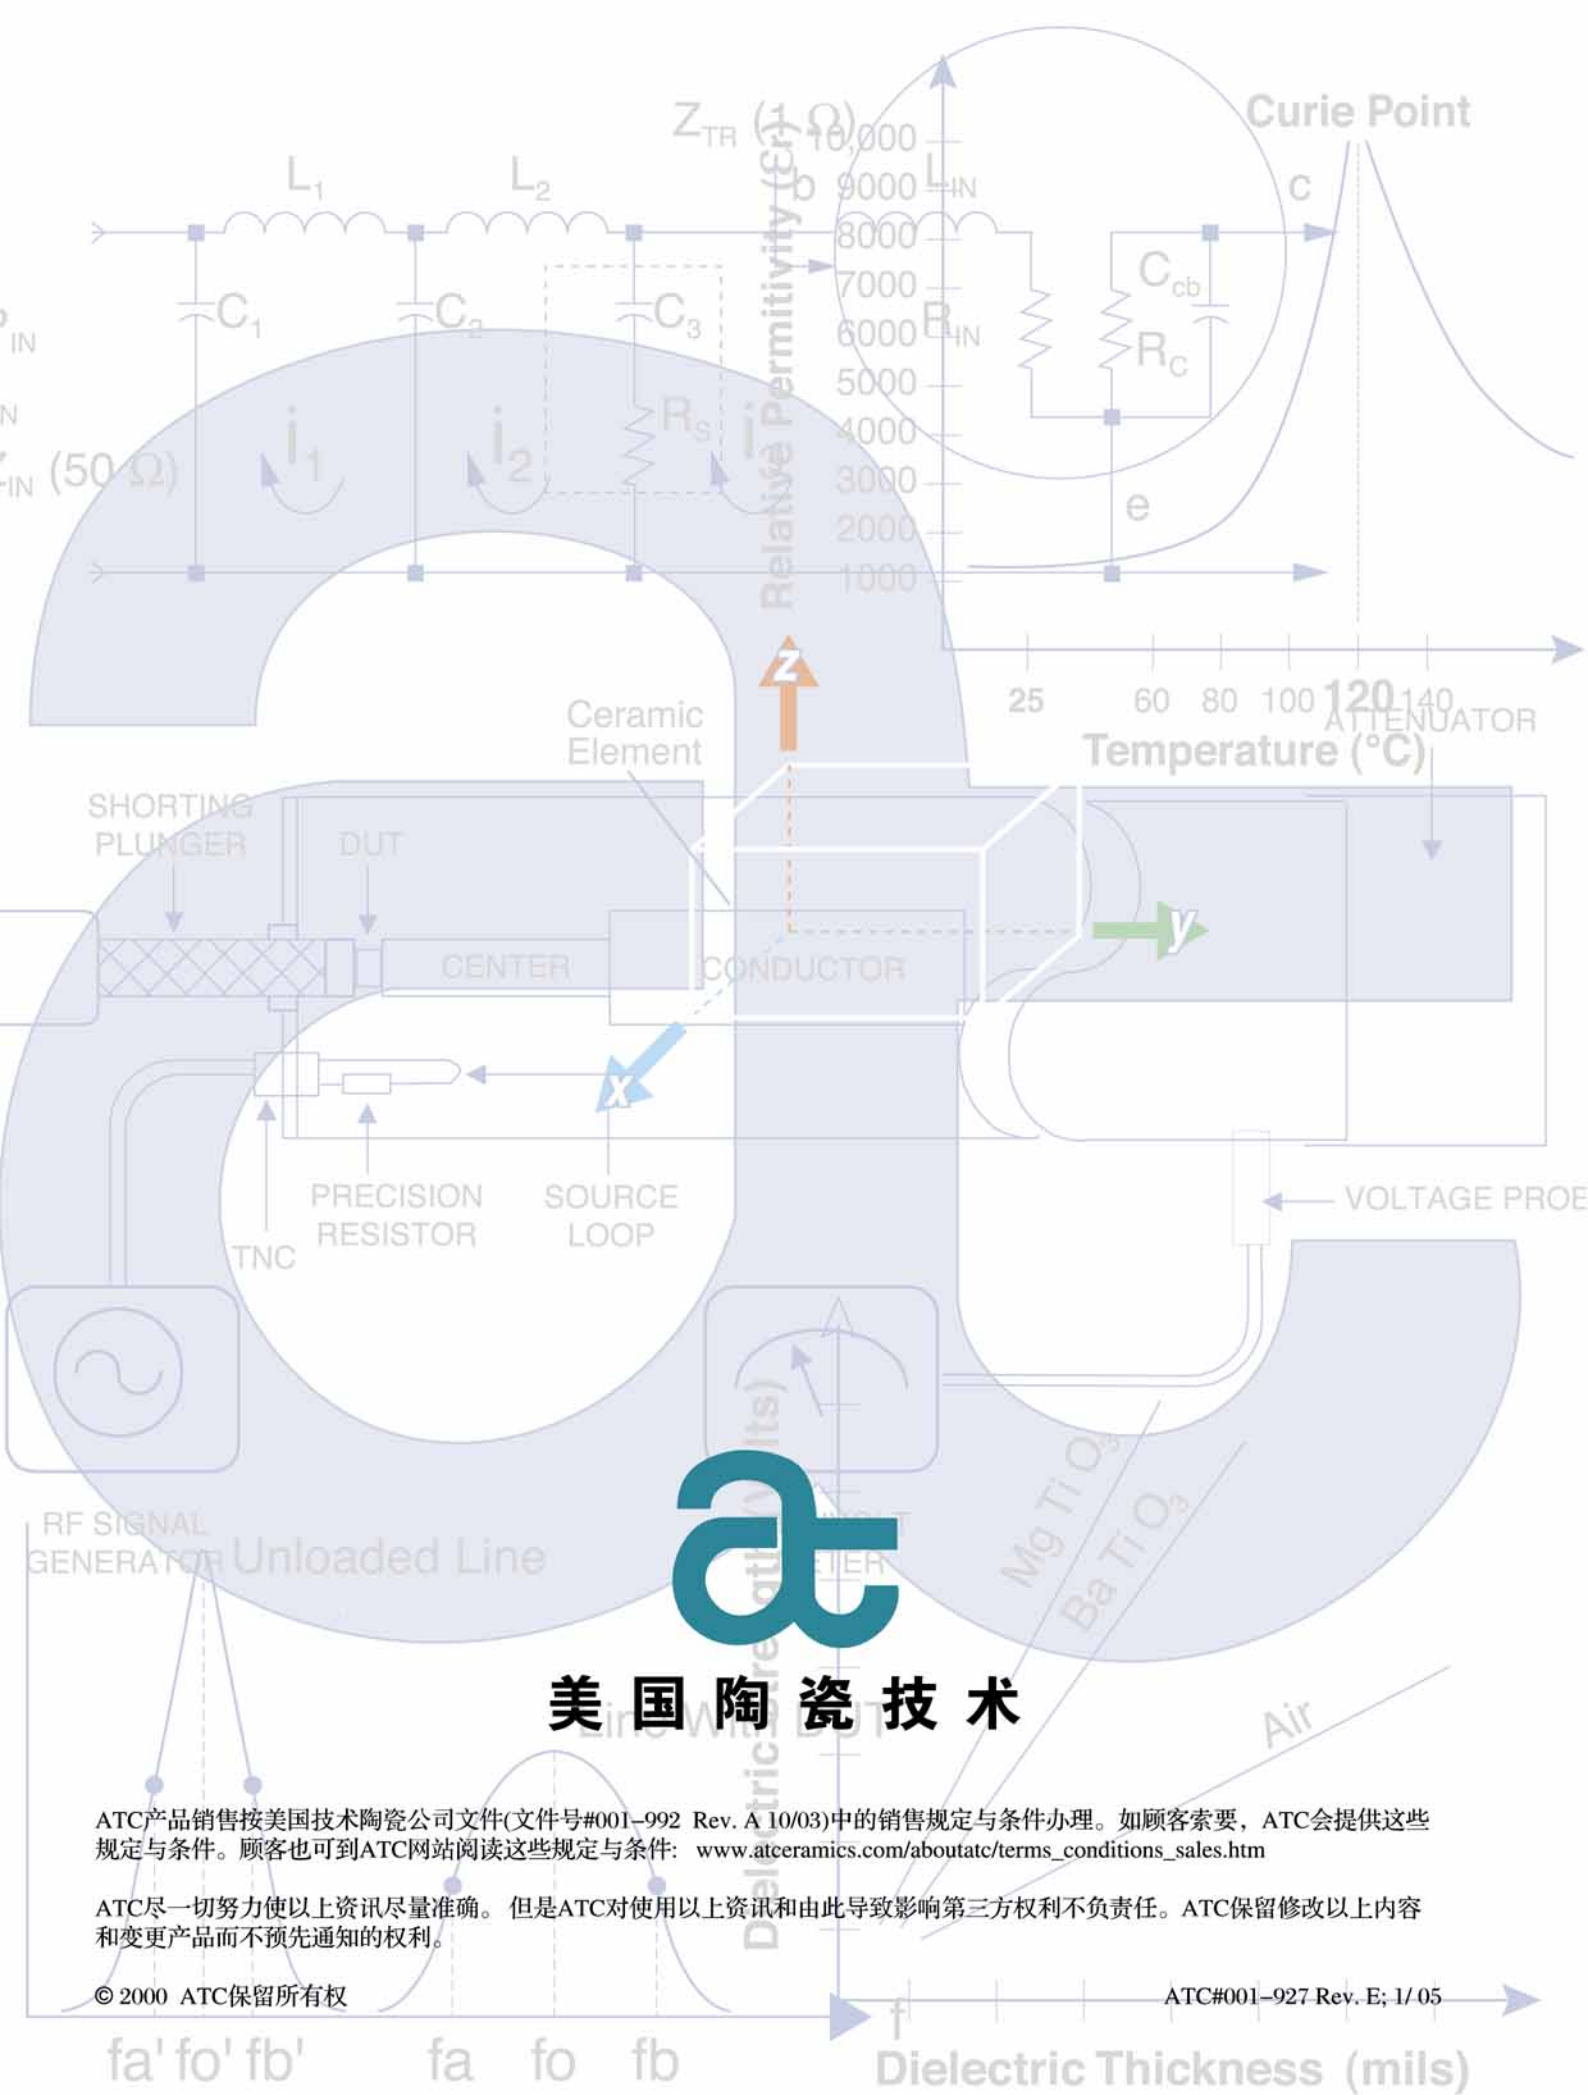 Curie Point
Z_TR (1 Ω)
10,000
L₁
L₂
b
9000
L_IN
c
8000
C₁
C₂
C₃
7000
C_cb
IN
6000
R_IN
R_C
5000
R_S
i₁
i₂
i
4000
IN (50 Ω)
3000
e
2000
1000
Relative Permitivity (Ɛr)
z
25
60
80
100
120
140
ATTENUATOR
Temperature (°C)
Ceramic
Element
SHORTING
PLUNGER
DUT
CENTER
CONDUCTOR
y
x
PRECISION
RESISTOR
SOURCE
LOOP
TNC
VOLTAGE PROB
RF SIGNAL
GENERATOR
Unloaded Line
Mg Ti O₃
Ba Ti O₃
at
美国陶瓷技术
Line With DUT
Air
ATC产品销售按美国技术陶瓷公司文件(文件号#001–992 Rev. A 10/03)中的销售规定与条件办理。如顾客索要，ATC会提供这些
规定与条件。顾客也可到ATC网站阅读这些规定与条件: www.atceramics.com/aboutatc/terms_conditions_sales.htm
ATC尽一切努力使以上资讯尽量准确。 但是ATC对使用以上资讯和由此导致影响第三方权利不负责任。ATC保留修改以上内容
和变更产品而不预先通知的权利。
© 2000 ATC保留所有权
ATC#001–927 Rev. E; 1/ 05
f
fa' fo' fb'
fa
fo
fb
Dielectric Thickness (mils)